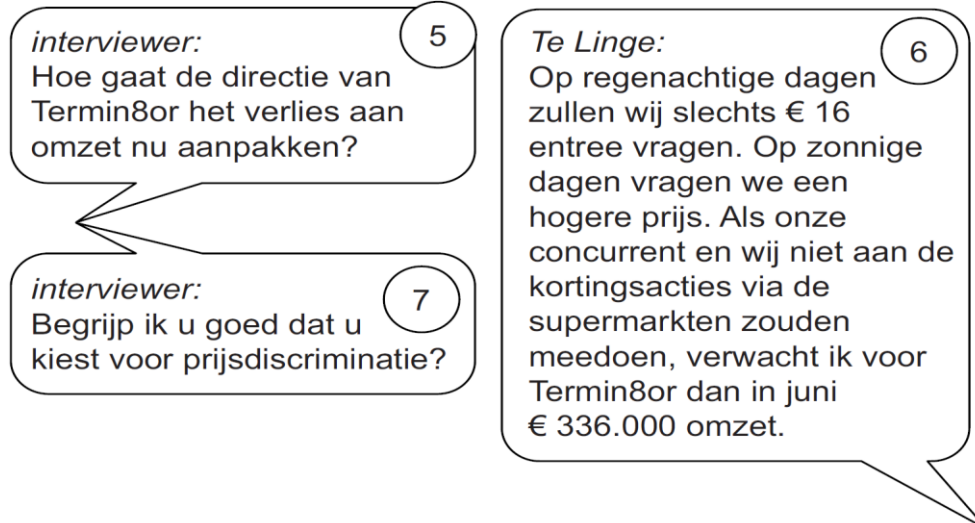 interviewer:
5
Hoe gaat de directie van
Termin8or het verlies aan
omzet nu aanpakken?
Te Linge:
6
Op regenachtige dagen
zullen wij slechts € 16
entree vragen. Op zonnige
dagen vragen we een
hogere prijs. Als onze
concurrent en wij niet aan de
kortingsacties via de
supermarkten zouden
meedoen, verwacht ik voor
Termin8or dan in juni
€ 336.000 omzet.
interviewer:
7
Begrijp ik u goed dat u
kiest voor prijsdiscriminatie?